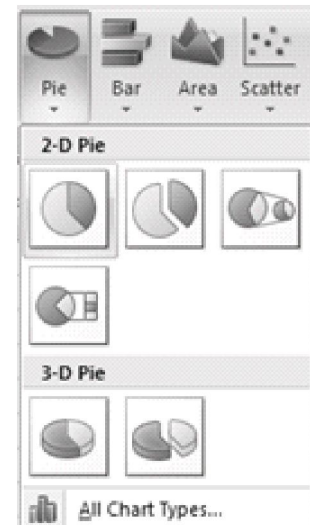 Pie Bar Area Scatter
2-D Pie
3-D Pie
All Chart Types...